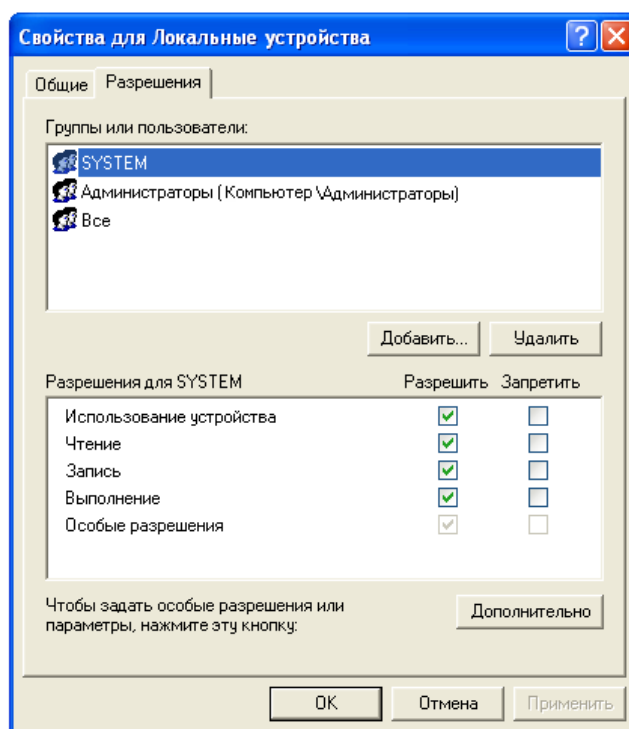 Свойства для Локальные устройства
Общие Разрешения
Группы или пользователи:
SYSTEM
Администраторы (Компьютер\Администраторы)
Все
Добавить... Удалить
Разрешения для SYSTEM Разрешить Запретить
Использование устройства
Чтение
Запись
Выполнение
Особые разрешения
Чтобы задать особые разрешения или
параметры, нажмите эту кнопку:
Дополнительно
OK Отмена Применить